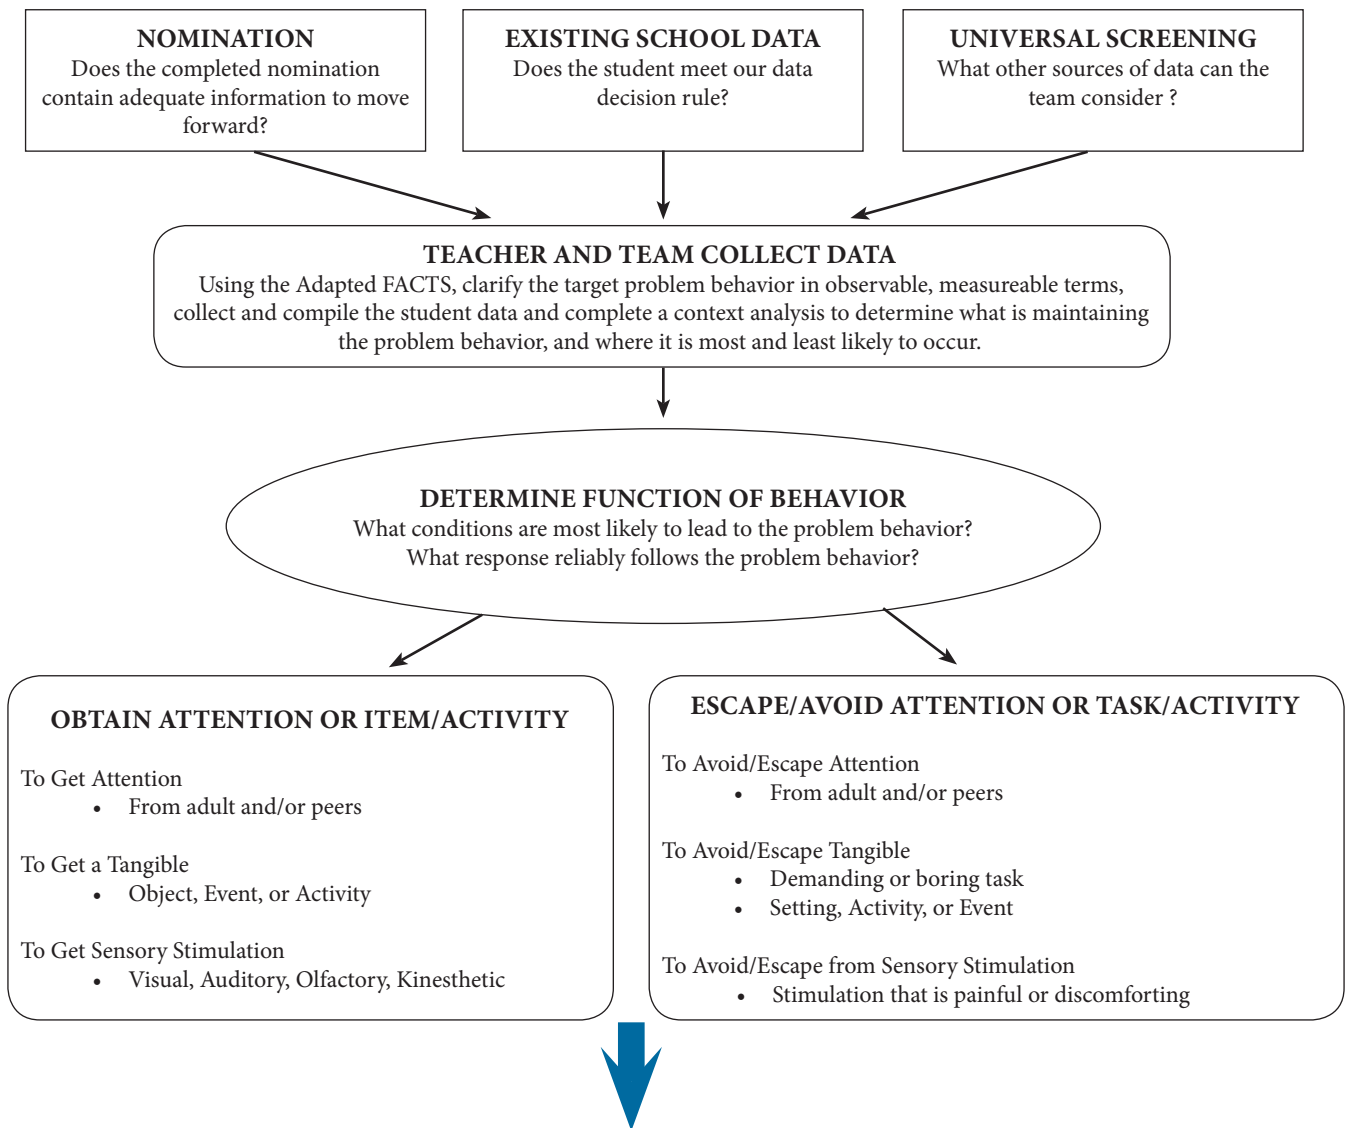 NOMINATION
Does the completed nomination
contain adequate information to move
forward?
EXISTING SCHOOL DATA
Does the student meet our data
decision rule?
UNIVERSAL SCREENING
What other sources of data can the
team consider ?
TEACHER AND TEAM COLLECT DATA
Using the Adapted FACTS, clarify the target problem behavior in observable, measureable terms,
collect and compile the student data and complete a context analysis to determine what is maintaining
the problem behavior, and where it is most and least likely to occur.
DETERMINE FUNCTION OF BEHAVIOR
What conditions are most likely to lead to the problem behavior?
What response reliably follows the problem behavior?
OBTAIN ATTENTION OR ITEM/ACTIVITY
To Get Attention
• From adult and/or peers
To Get a Tangible
• Object, Event, or Activity
To Get Sensory Stimulation
• Visual, Auditory, Olfactory, Kinesthetic
ESCAPE/AVOID ATTENTION OR TASK/ACTIVITY
To Avoid/Escape Attention
• From adult and/or peers
To Avoid/Escape Tangible
• Demanding or boring task
• Setting, Activity, or Event
To Avoid/Escape from Sensory Stimulation
• Stimulation that is painful or discomforting